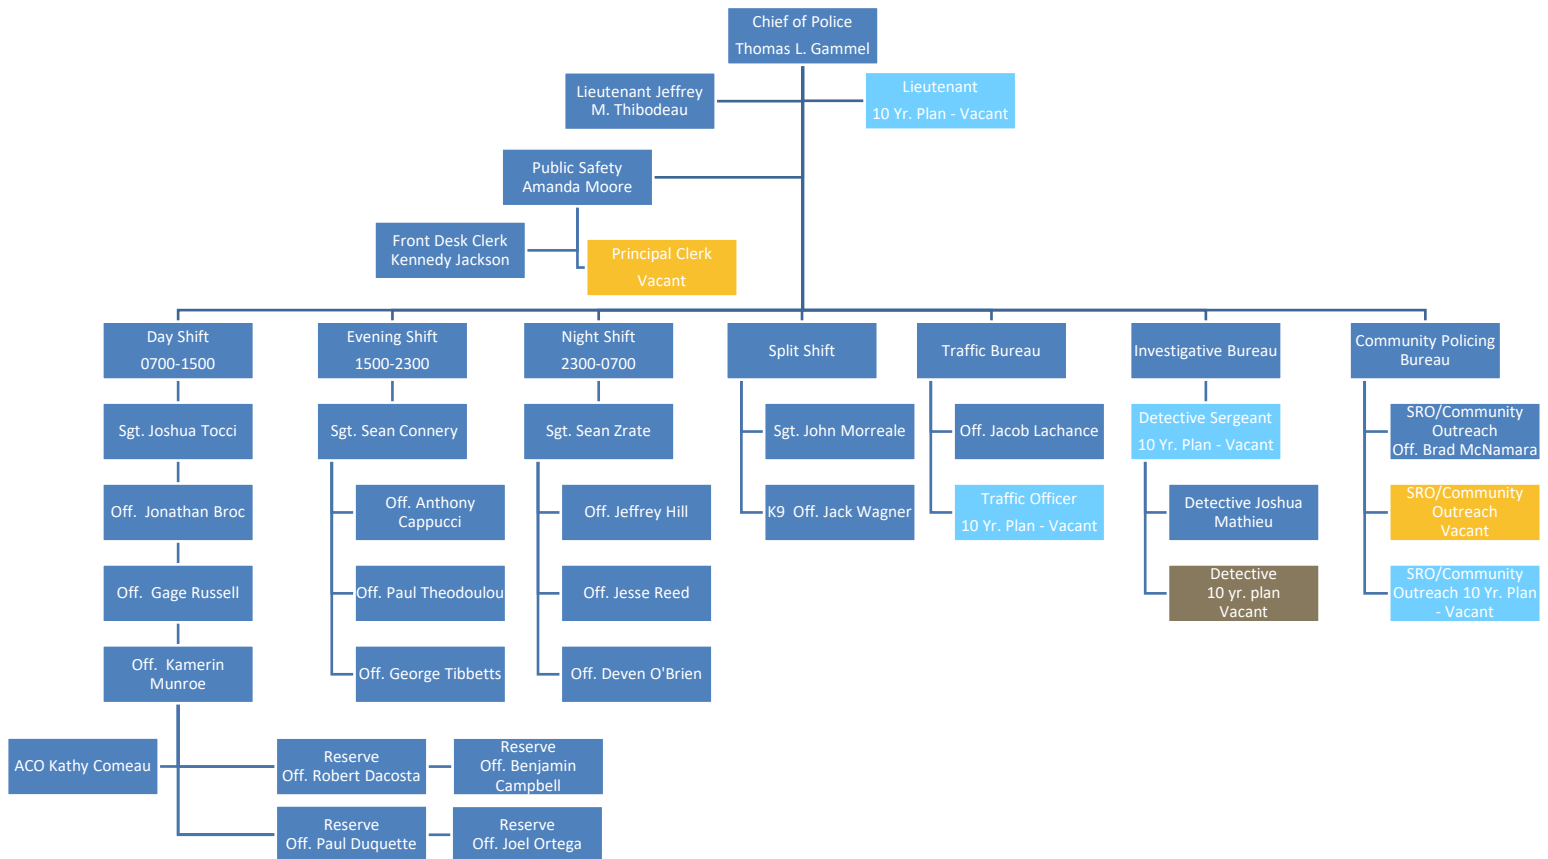 Chief of Police
Thomas L. Gammel
Lieutenant Jeffrey
M. Thibodeau
Lieutenant
10 Yr. Plan - Vacant
Public Safety
Amanda Moore
Front Desk Clerk
Kennedy Jackson
Principal Clerk
Vacant
Day Shift
0700-1500
Evening Shift
1500-2300
Night Shift
2300-0700
Split Shift
Traffic Bureau
Investigative Bureau
Community Policing
Bureau
Sgt. Joshua Tocci
Sgt. Sean Connery
Sgt. Sean Zrate
Sgt. John Morreale
Off. Jacob Lachance
Detective Sergeant
10 Yr. Plan - Vacant
SRO/Community
Outreach
Off. Brad McNamara
Off.  Jonathan Broc
Off. Anthony
Cappucci
Off. Jeffrey Hill
K9  Off. Jack Wagner
Traffic Officer
10 Yr. Plan - Vacant
Detective Joshua
Mathieu
SRO/Community
Outreach
Vacant
Off.  Gage Russell
Off. Paul Theodoulou
Off. Jesse Reed
Detective
10 yr. plan
Vacant
SRO/Community
Outreach 10 Yr. Plan
- Vacant
Off.  Kamerin
Munroe
Off. George Tibbetts
Off. Deven O'Brien
ACO Kathy Comeau
Reserve
Off. Robert Dacosta
Reserve
Off. Benjamin
Campbell
Reserve
Off. Paul Duquette
Reserve
Off. Joel Ortega